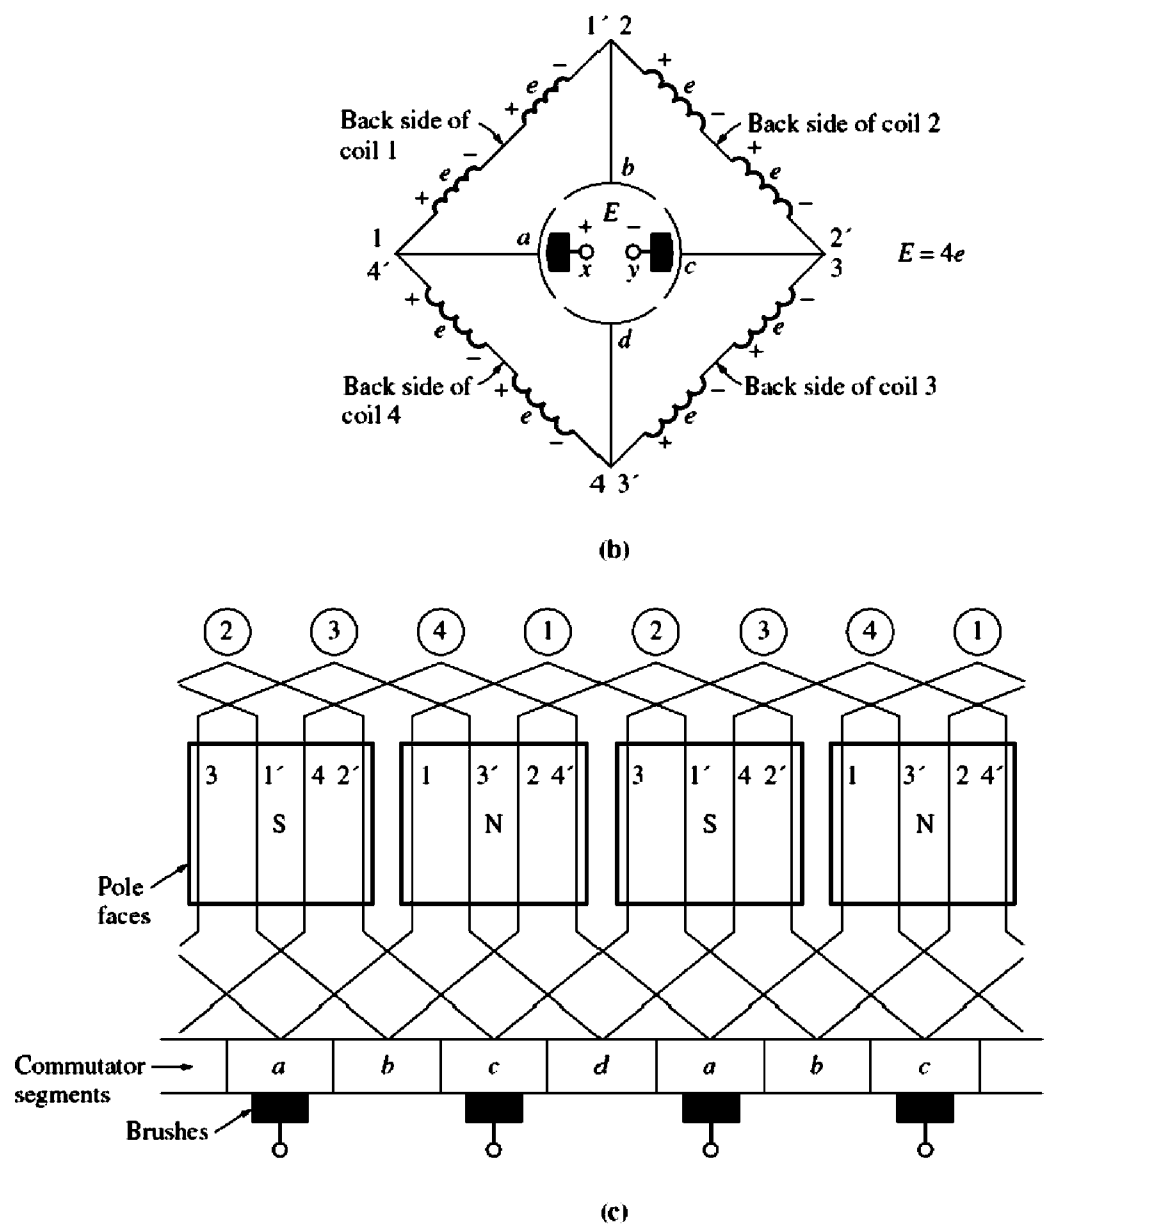 1´ 2
− +
e e
+ −
Back side of
coil 1
Back side of coil 2
− +
e e
+ −
b
E
+ −
1
4´
a
x y
c
2´
3
E = 4e
+ −
e e
− +
d
Back side of
coil 4
Back side of coil 3
+ −
e e
− +
4 3´
(b)
2 3 4 1 2 3 4 1
3 1´ 4 2´ 1 3´ 2 4´ 3 1´ 4 2´ 1 3´ 2 4´
S N S N
Pole
faces
Commutator
segments
a b c d a b c
Brushes
(c)